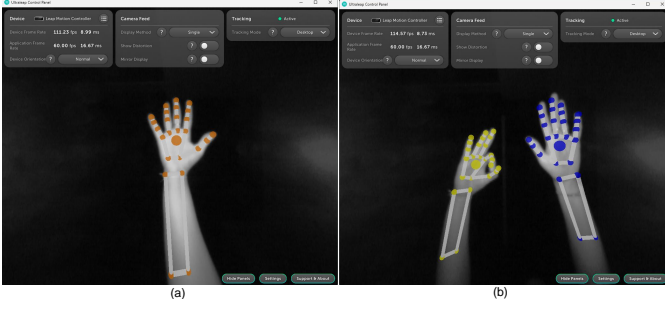 Ultraleap Control Panel
Device Leap Motion Controller
Device Frame Rate 111.23 fps 8.99 ms
Application Frame Rate 60.00 fps 16.67 ms
Device Orientation ? Normal
Camera Feed
Display Method ? Single
Show Distortion ?
Mirror Display ?
Tracking Active
Tracking Mode ? Desktop
Hide Panels Settings Support & About
(a)
Ultraleap Control Panel
Device Leap Motion Controller
Device Frame Rate 114.57 fps 8.73 ms
Application Frame Rate 60.00 fps 16.67 ms
Device Orientation ? Normal
Camera Feed
Display Method ? Single
Show Distortion ?
Mirror Display ?
Tracking Active
Tracking Mode ? Desktop
Hide Panels Settings Support & About
(b)